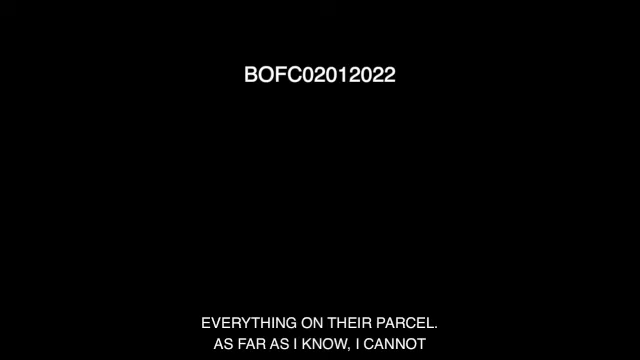 BOFC02012022
EVERYTHING ON THEIR PARCEL.
AS FAR AS I KNOW, I CANNOT